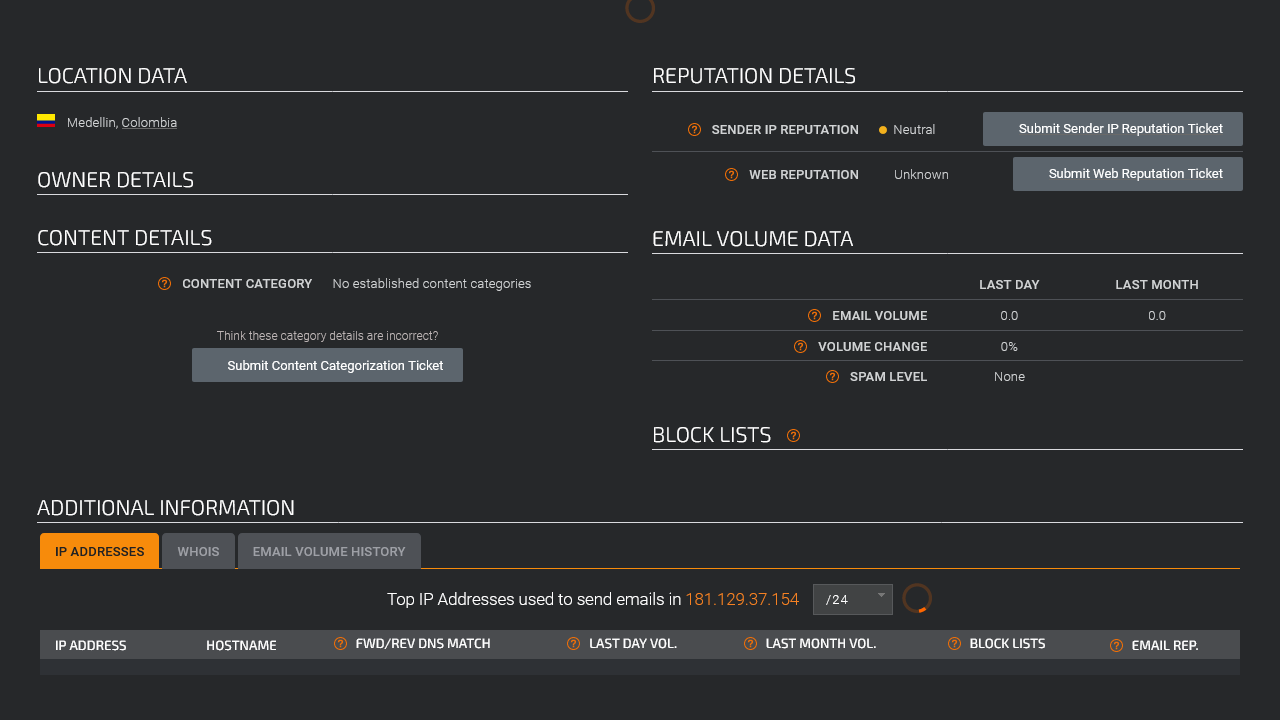 LOCATION DATA
Medellin, Colombia
OWNER DETAILS
CONTENT DETAILS
CONTENT CATEGORY No established content categories
Think these category details are incorrect?
Submit Content Categorization Ticket
REPUTATION DETAILS
SENDER IP REPUTATION Neutral Submit Sender IP Reputation Ticket
WEB REPUTATION Unknown Submit Web Reputation Ticket
EMAIL VOLUME DATA
LAST DAY LAST MONTH
EMAIL VOLUME 0.0 0.0
VOLUME CHANGE 0%
SPAM LEVEL None
BLOCK LISTS
ADDITIONAL INFORMATION
IP ADDRESSES WHOIS EMAIL VOLUME HISTORY
Top IP Addresses used to send emails in 181.129.37.154 /24
IP ADDRESS HOSTNAME FWD/REV DNS MATCH LAST DAY VOL. LAST MONTH VOL. BLOCK LISTS EMAIL REP.